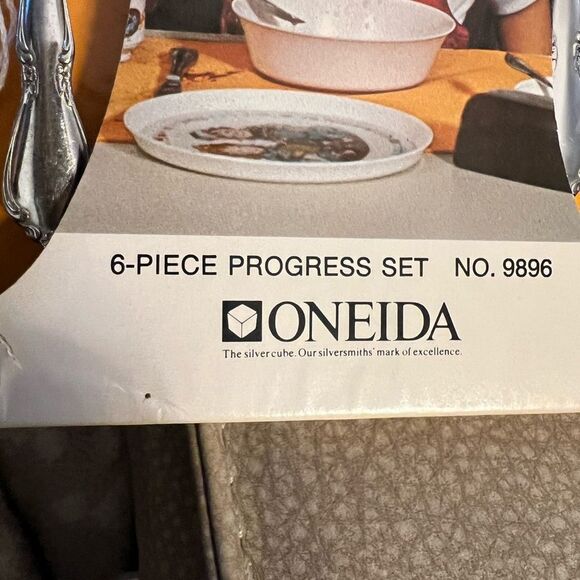 6-PIECE PROGRESS SET NO. 9896
ONEIDA
The silver cube. Our silversmiths' mark of excellence.